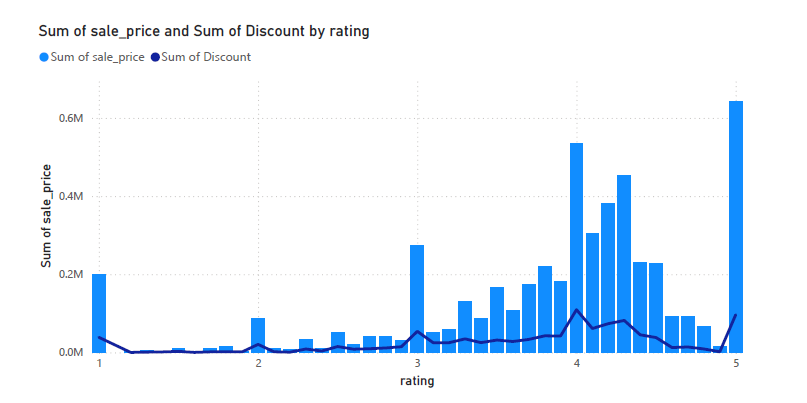 Sum of sale_price and Sum of Discount by rating
Sum of sale_price Sum of Discount
Sum of sale_price
0.6M
0.4M
0.2M
0.0M
1 2 3 4 5
rating